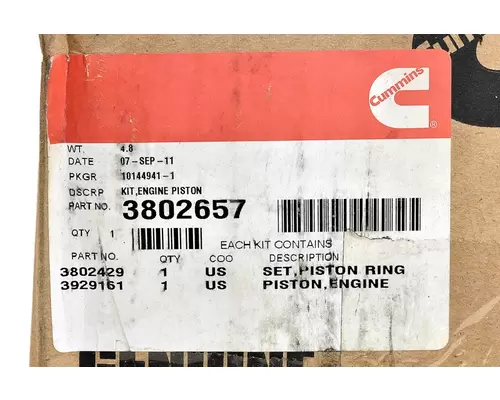 Cummins
WT. 4.8
DATE 07-SEP-11
PKGR 10144941-1
DSCRP KIT,ENGINE PISTON
PART NO. 3802657
QTY 1
EACH KIT CONTAINS
PART NO. QTY COO DESCRIPTION
3802429 1 US SET,PISTON RING
3929161 1 US PISTON,ENGINE